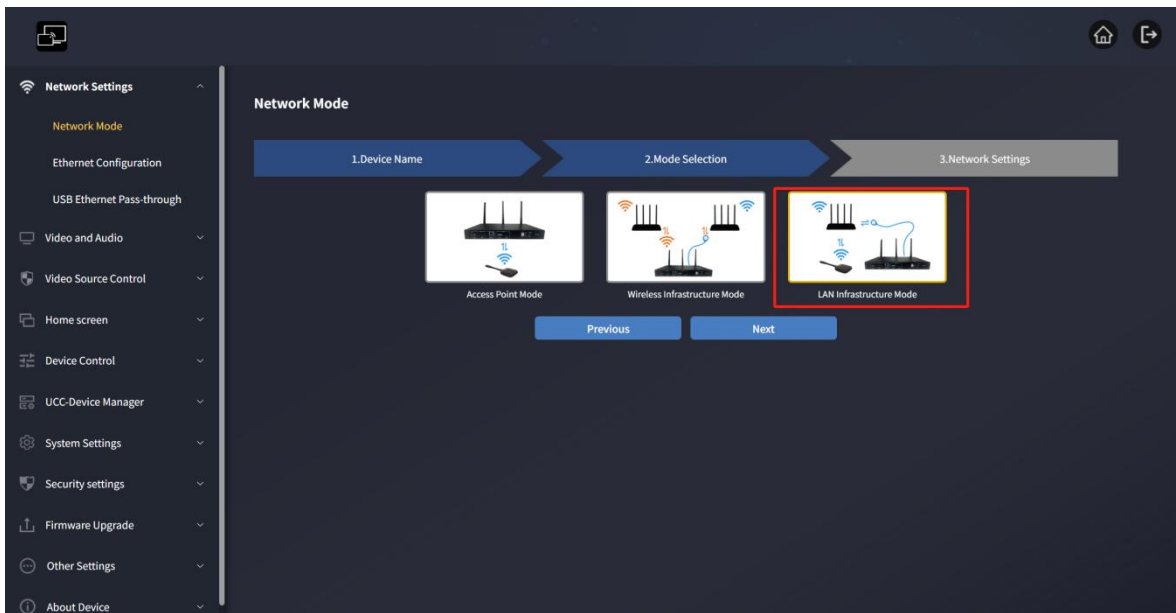 Network Settings
Network Mode
Ethernet Configuration
USB Ethernet Pass-through
Video and Audio
Video Source Control
Home screen
Device Control
UCC-Device Manager
System Settings
Security settings
Firmware Upgrade
Other Settings
About Device
Network Mode
1.Device Name
2.Mode Selection
3.Network Settings
Access Point Mode
Wireless Infrastructure Mode
LAN Infrastructure Mode
Previous
Next